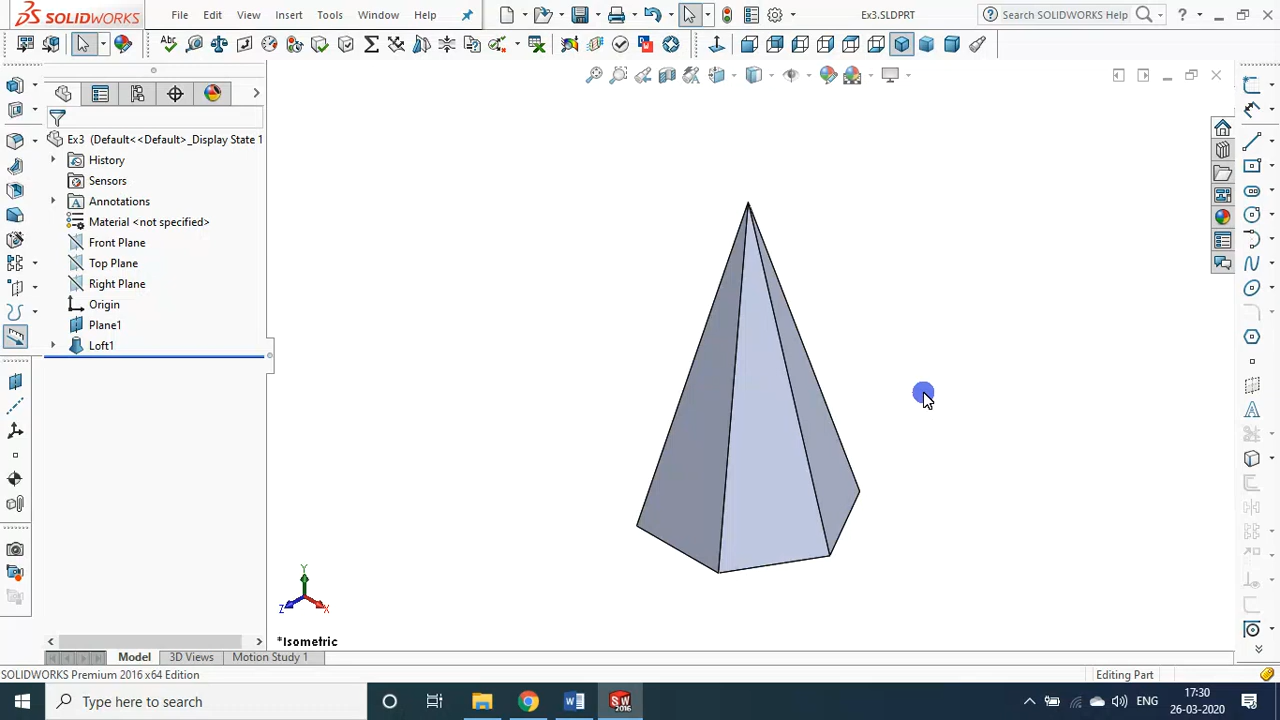 SOLIDWORKS
File Edit View Insert Tools Window Help
Ex3.SLDPRT
Search SOLIDWORKS Help
?
Abc
Ex3 (Default<<Default>_Display State 1
History
Sensors
A Annotations
Material <not specified>
Front Plane
Top Plane
Right Plane
Origin
Plane1
Loft1
Y
Z
X
*Isometric
Model 3D Views Motion Study 1
SOLIDWORKS Premium 2016 x64 Edition
Editing Part
Type here to search
W
SW
2016
ENG
17:30
26-03-2020